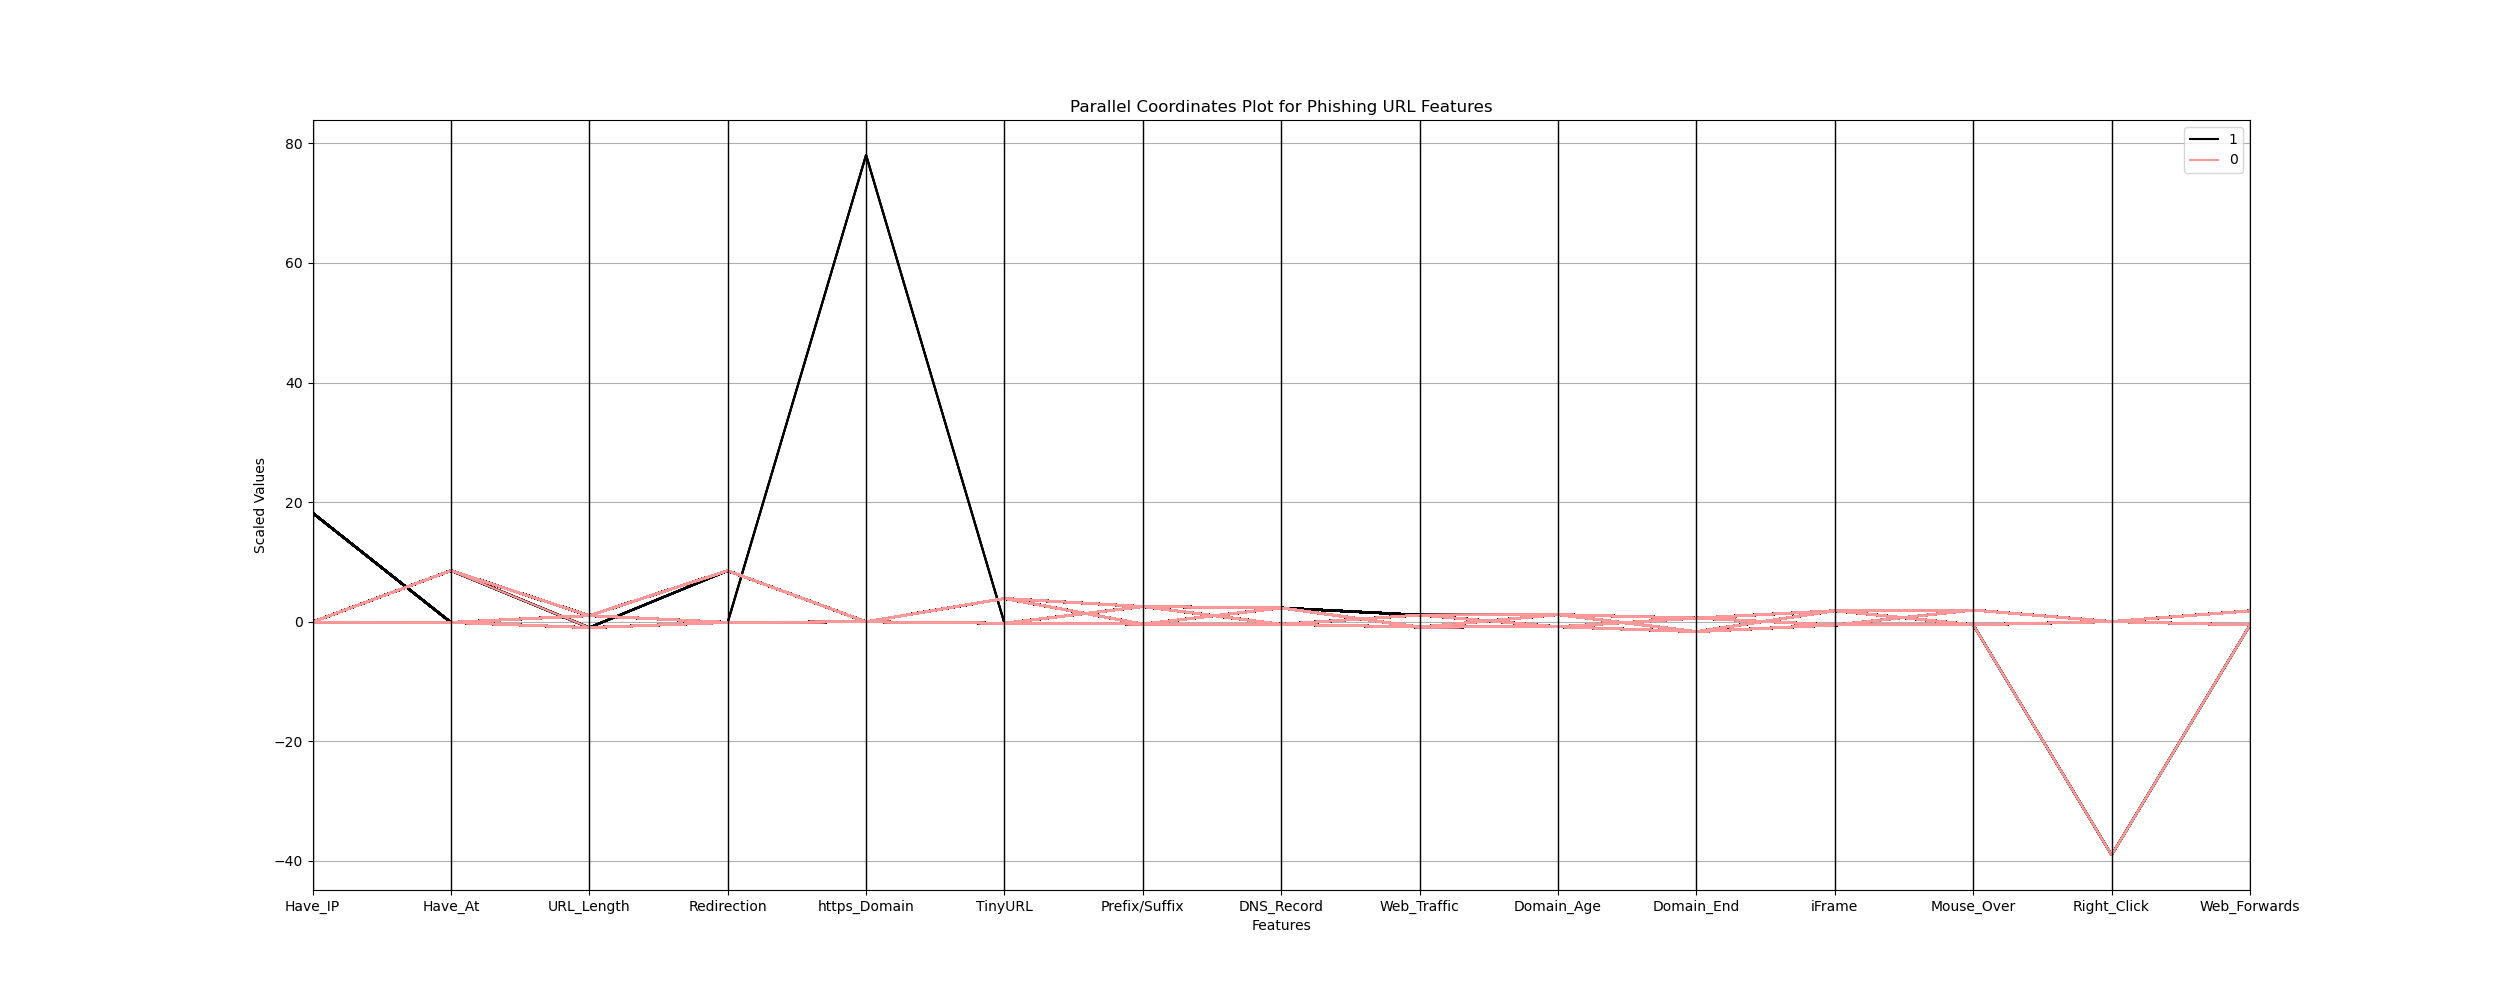 Parallel Coordinates Plot for Phishing URL Features
1
0
80
60
40
20
0
−20
−40
Scaled Values
Have_IP Have_At URL_Length Redirection https_Domain TinyURL Prefix/Suffix DNS_Record Web_Traffic Domain_Age Domain_End iFrame Mouse_Over Right_Click Web_Forwards
Features